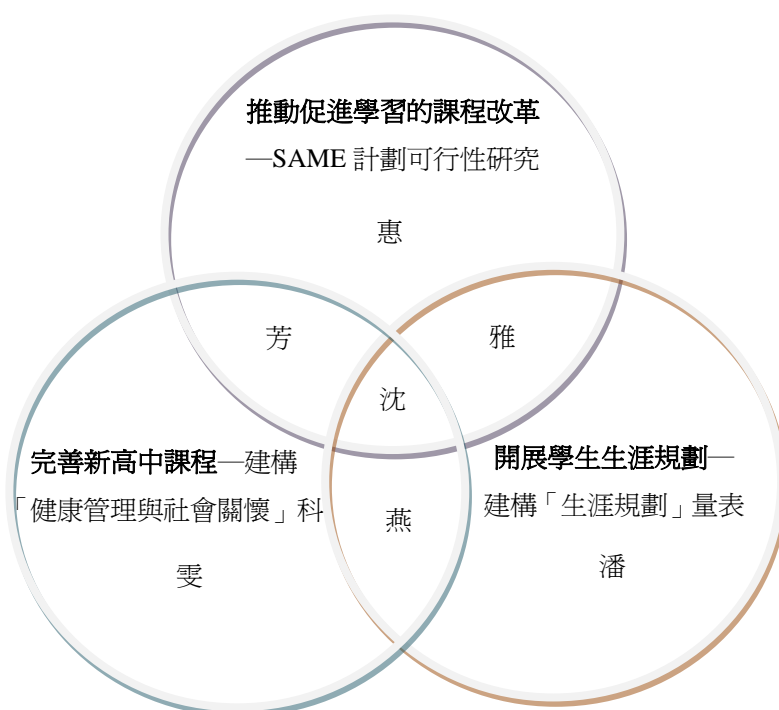 推動促進學習的課程改革
—SAME 計劃可行性研究
惠
芳
雅
沈
完善新高中課程—建構
「健康管理與社會關懷」科
雯
燕
開展學生生涯規劃—
建構「生涯規劃」量表
潘